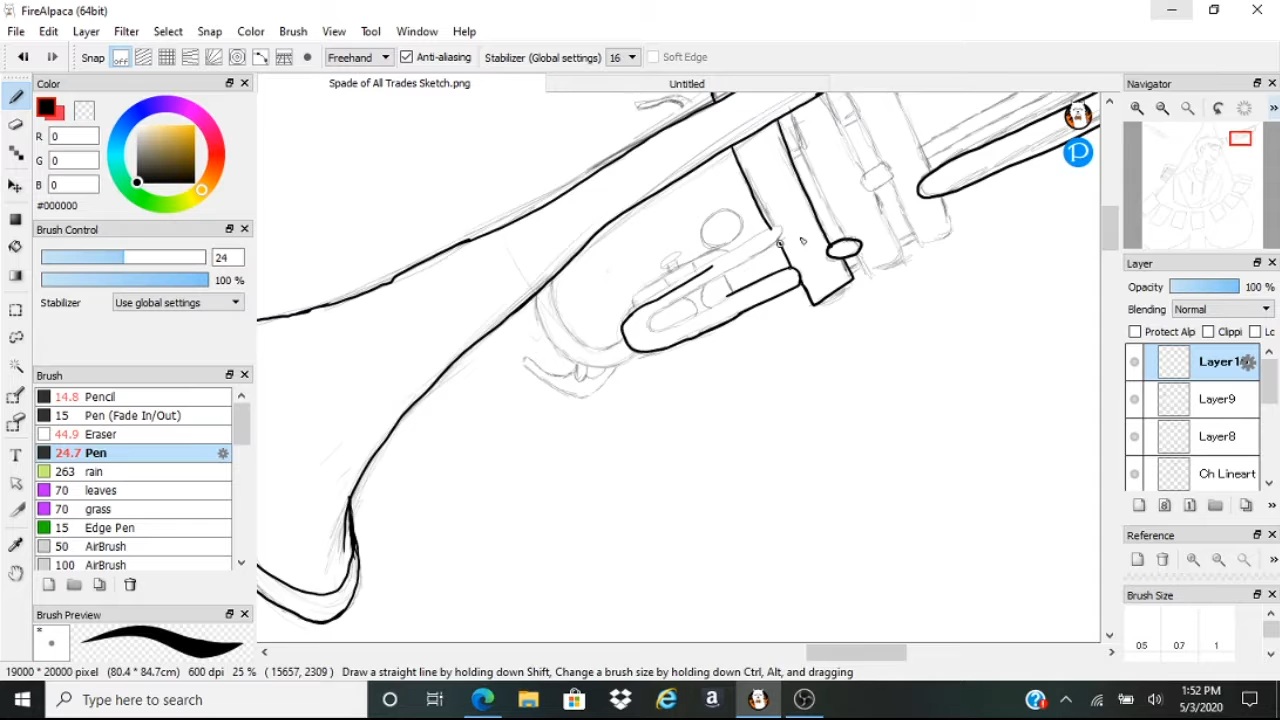 FireAlpaca (64bit)
File Edit Layer Filter Select Snap Color Brush View Tool Window Help
Snap off Freehand Anti-aliasing Stabilizer (Global settings) 16 Soft Edge
Color
Spade of All Trades Sketch.png
Untitled
Navigator
R 0
G 0
B 0
#000000
Brush Control
24
100 %
Stabilizer Use global settings
Layer
Opacity 100 %
Blending Normal
Protect Alp Clippi Lc
Layer1
Layer9
Layer8
Ch Lineart
Brush
14.8 Pencil
15 Pen (Fade In/Out)
44.9 Eraser
24.7 Pen
263 rain
70 leaves
70 grass
15 Edge Pen
50 AirBrush
100 AirBrush
Reference
Brush Preview
Brush Size
05 07 1
19000 * 20000 pixel (80.4 * 84.7cm) 600 dpi 25 % ( 15657, 2309 ) Draw a straight line by holding down Shift, Change a brush size by holding down Ctrl, Alt, and dragging
Type here to search
1:52 PM
5/3/2020